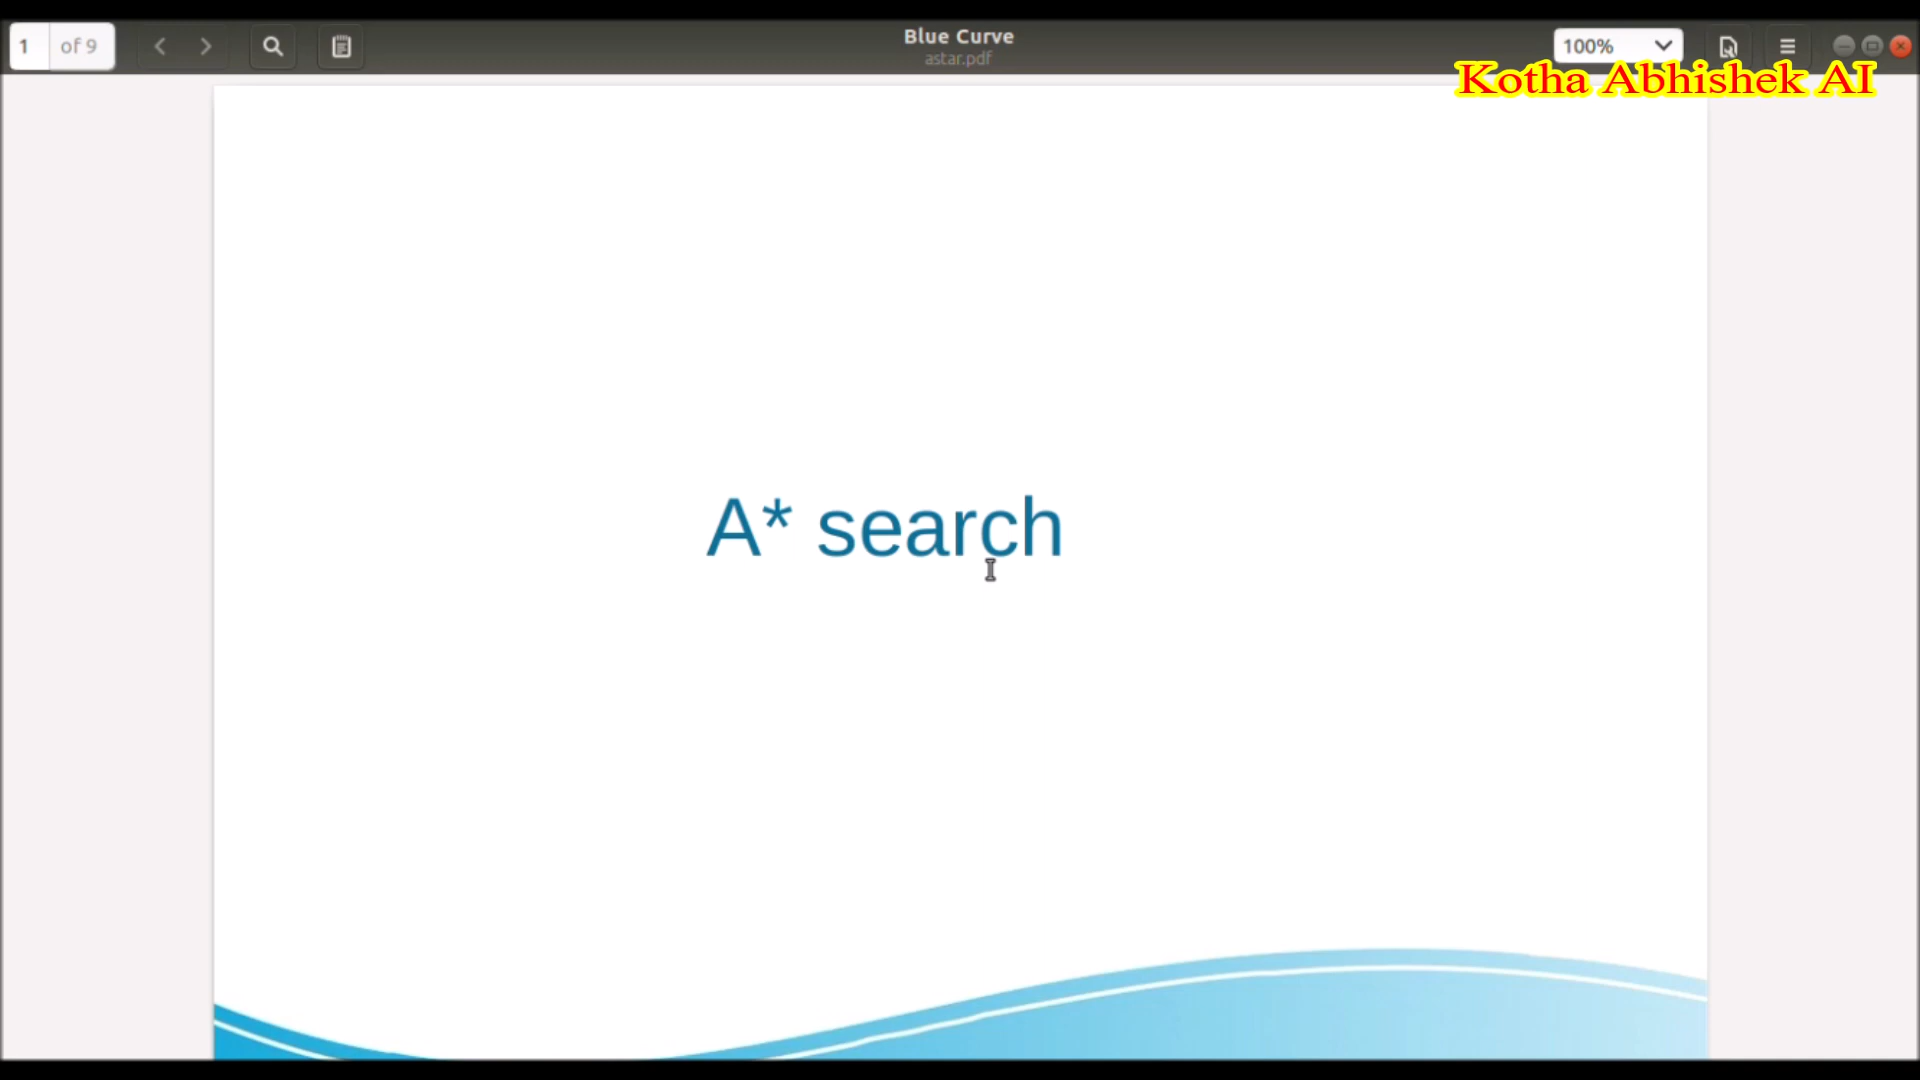 1 of 9
Blue Curve
astar.pdf
100%
Kotha Abhishek AI
A* search